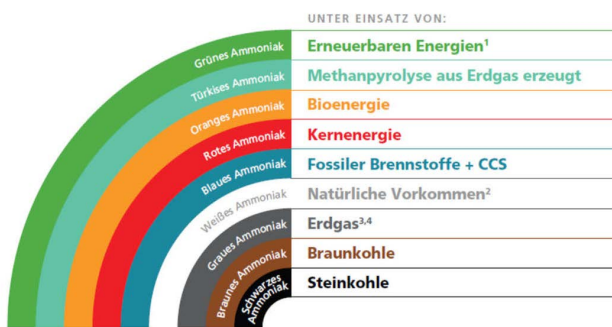 UNTER EINSATZ VON:
Grünes Ammoniak
Erneuerbaren Energien¹
Türkises Ammoniak
Methanpyrolyse aus Erdgas erzeugt
Oranges Ammoniak
Bioenergie
Rotes Ammoniak
Kernenergie
Blaues Ammoniak
Fossiler Brennstoffe + CCS
Weißes Ammoniak
Natürliche Vorkommen²
Graues Ammoniak
Erdgas³,⁴
Braunes Ammoniak
Braunkohle
Schwarzes
Ammoniak
Steinkohle